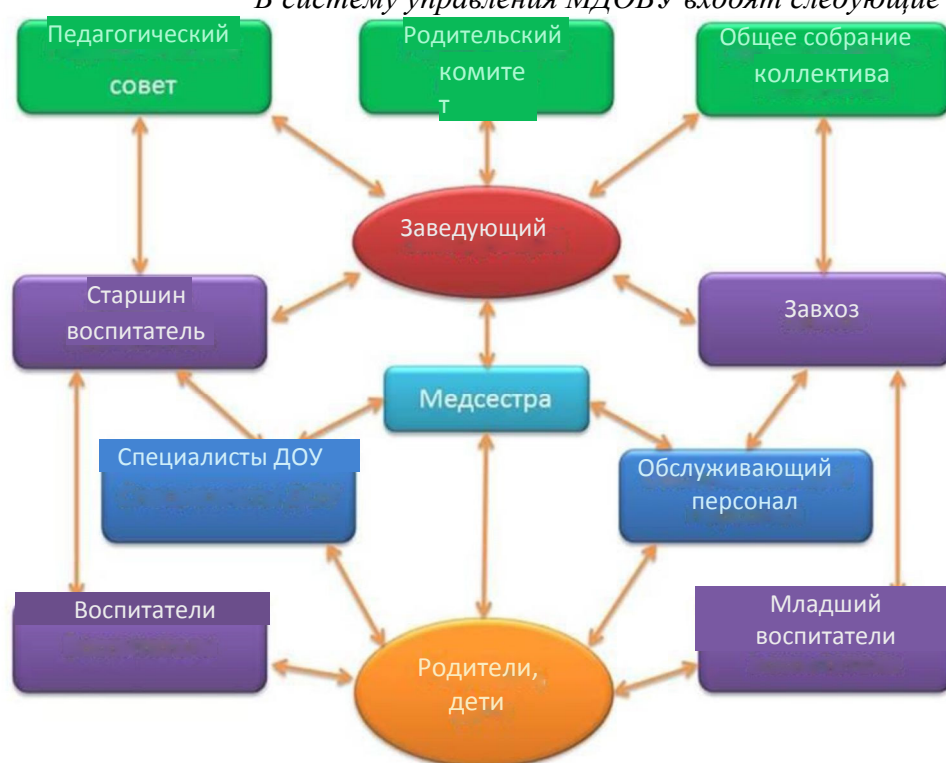 В систему управления МДОБУ входят следующие
Педагогический
совет
Родительский
комите
т
Общее собрание
коллектива
Заведующий
Старшин
воспитатель
Завхоз
Медсестра
Специалисты ДОУ
Обслуживающий
персонал
Воспитатели
Младший
воспитатели
Родители,
дети